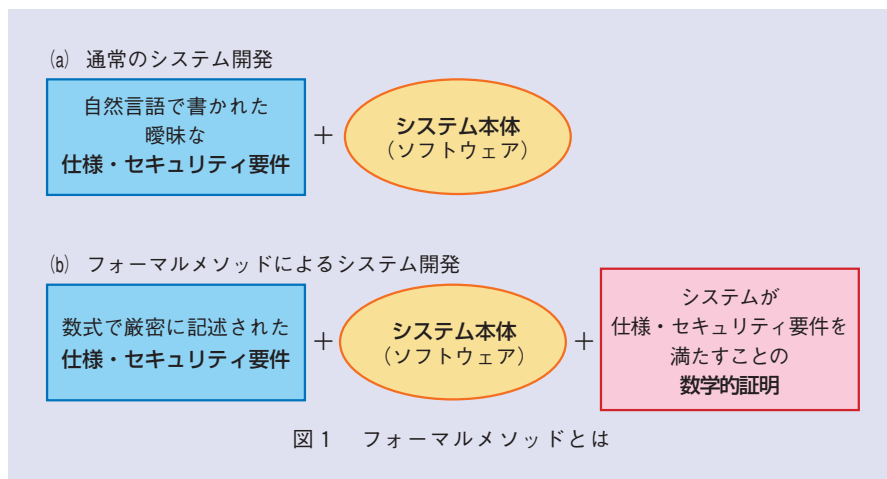 (a) 通常のシステム開発
自然言語で書かれた
曖昧な
仕様・セキュリティ要件
+
システム本体
（ソフトウェア）
(b) フォーマルメソッドによるシステム開発
数式で厳密に記述された
仕様・セキュリティ要件
+
システム本体
（ソフトウェア）
+
システムが
仕様・セキュリティ要件を
満たすことの
数学的証明
図1 フォーマルメソッドとは